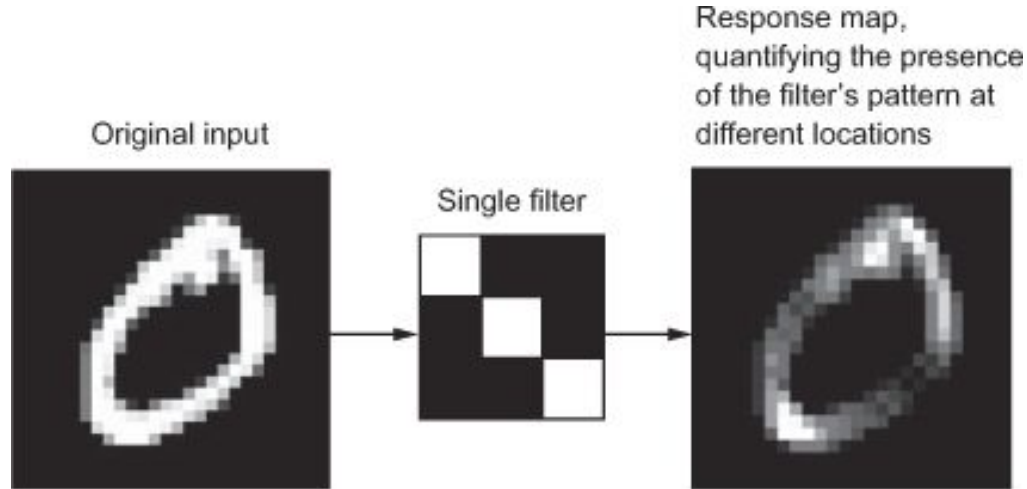 Response map,
quantifying the presence
of the filter's pattern at
different locations
Original input
Single filter